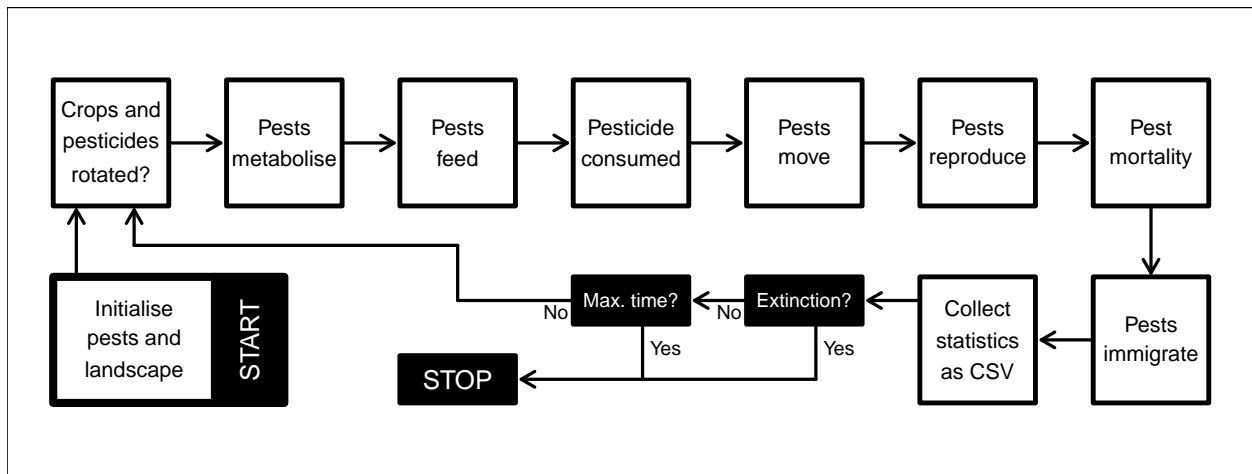 Crops and
pesticides
rotated?
Pests
metabolise
Pests
feed
Pesticide
consumed
Pests
move
Pests
reproduce
Pest
mortality
Initialise
pests and
landscape
START
No
Max. time?
No
Extinction?
Collect
statistics
as CSV
Pests
immigrate
Yes
Yes
STOP